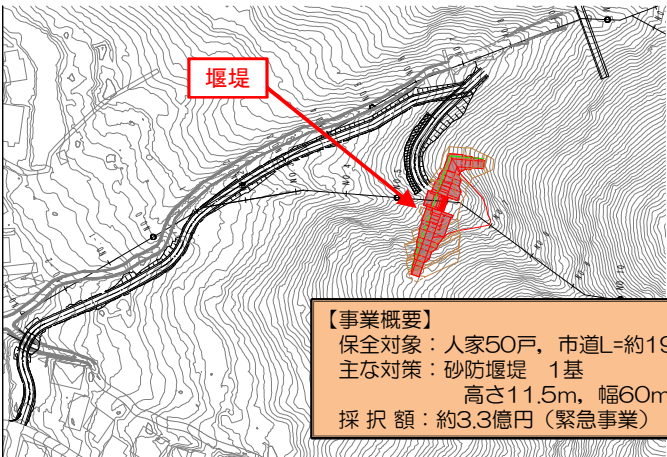 堰堤
【事業概要】
保全対象：人家50戸，市道L=約19
主な対策：砂防堰堤　1基
高さ11.5m，幅60m
採 択 額：約3.3億円（緊急事業）